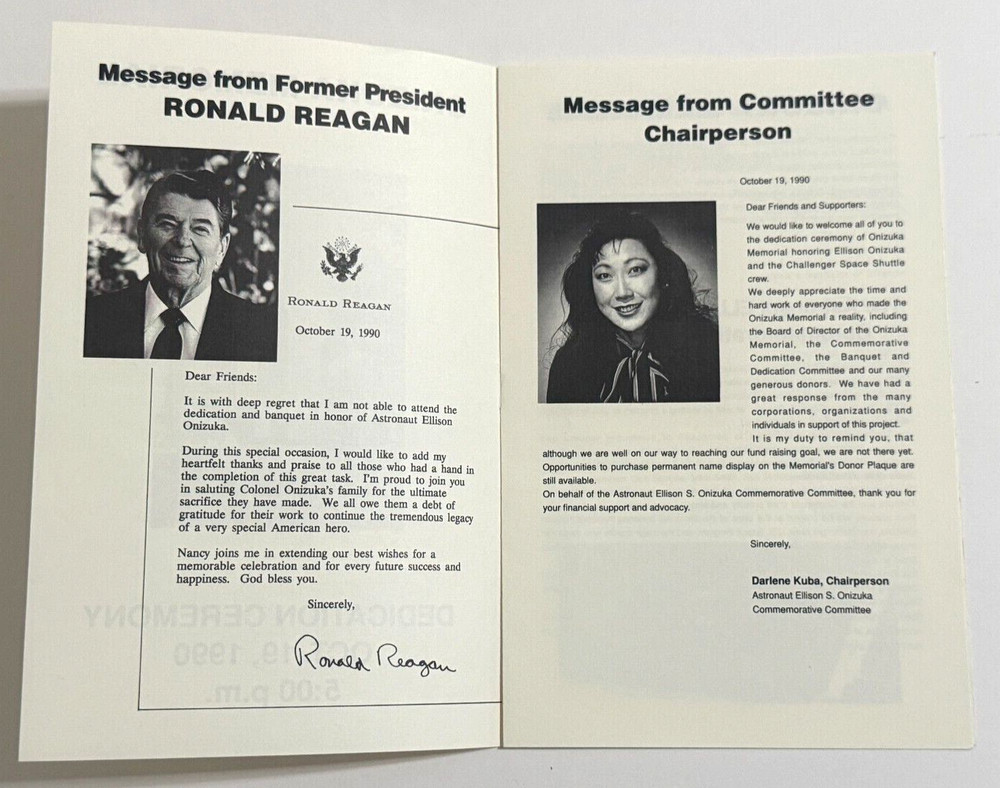 Message from Former President
RONALD REAGAN
RONALD REAGAN
October 19, 1990
Dear Friends:
It is with deep regret that I am not able to attend the
dedication and banquet in honor of Astronaut Ellison
Onizuka.
During this special occasion, I would like to add my
heartfelt thanks and praise to all those who had a hand in
the completion of this great task. I'm proud to join you
in saluting Colonel Onizuka's family for the ultimate
sacrifice they have made. We all owe them a debt of
gratitude for their work to continue the tremendous legacy
of a very special American hero.
Nancy joins me in extending our best wishes for a
memorable celebration and for every future success and
happiness. God bless you.
Sincerely,
Ronald Reagan
DEDICATION CEREMONY
OCT. 19, 1990
5:00 p.m.
Message from Committee
Chairperson
October 19, 1990
Dear Friends and Supporters:
We would like to welcome all of you to
the dedication ceremony of Onizuka
Memorial honoring Ellison Onizuka
and the Challenger Space Shuttle
crew.
We deeply appreciate the time and
hard work of everyone who made the
Onizuka Memorial a reality, including
the Board of Director of the Onizuka
Memorial, the Commemorative
Committee, the Banquet and
Dedication Committee and our many
generous donors. We have had a
great response from the many
corporations, organizations and
individuals in support of this project.
It is my duty to remind you, that
although we are well on our way to reaching our fund raising goal, we are not there yet.
Opportunities to purchase permanent name display on the Memorial's Donor Plaque are
still available.
On behalf of the Astronaut Ellison S. Onizuka Commemorative Committee, thank you for
your financial support and advocacy.
Sincerely,
Darlene Kuba, Chairperson
Astronaut Ellison S. Onizuka
Commemorative Committee